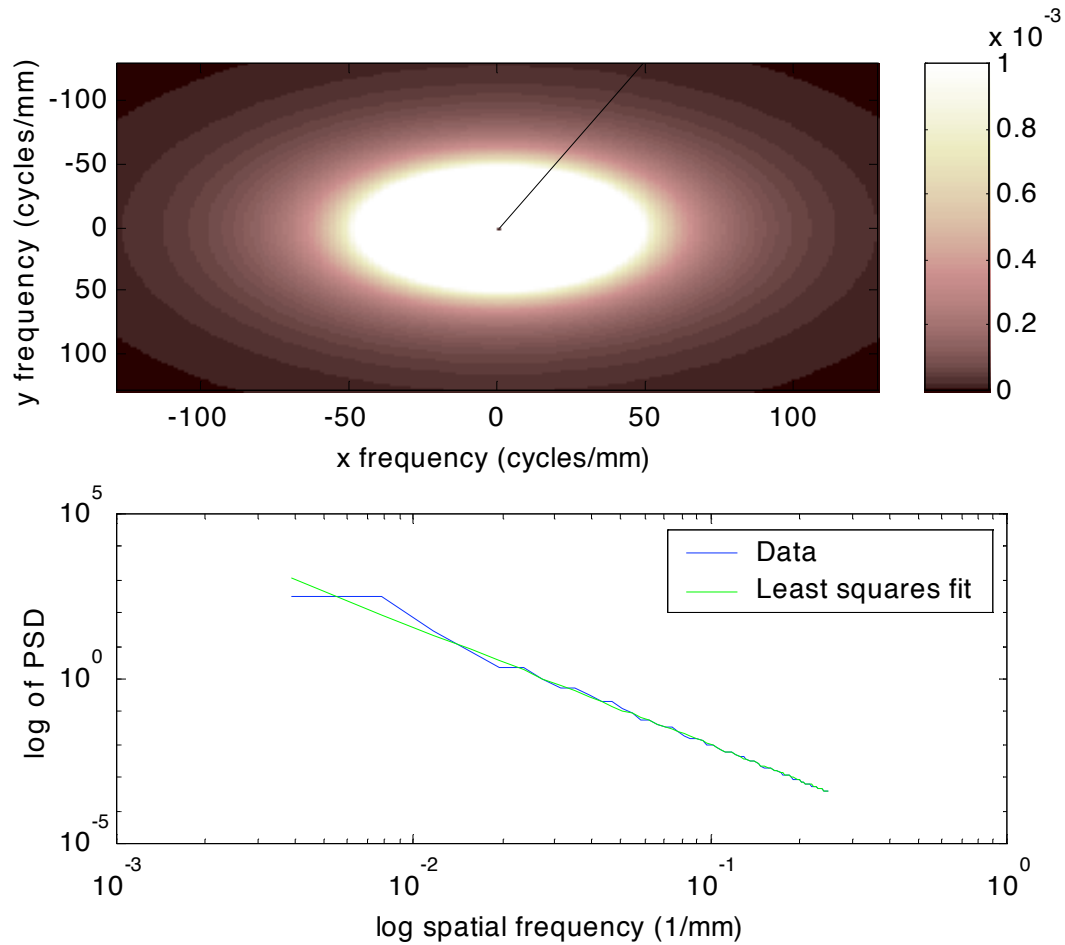 x 10^-3
1
0.8
0.6
0.4
0.2
0
-100
-50
0
50
100
y frequency (cycles/mm)
-100 -50 0 50 100
x frequency (cycles/mm)
10^5
10^0
10^-5
log of PSD
Data
Least squares fit
10^-3 10^-2 10^-1 10^0
log spatial frequency (1/mm)